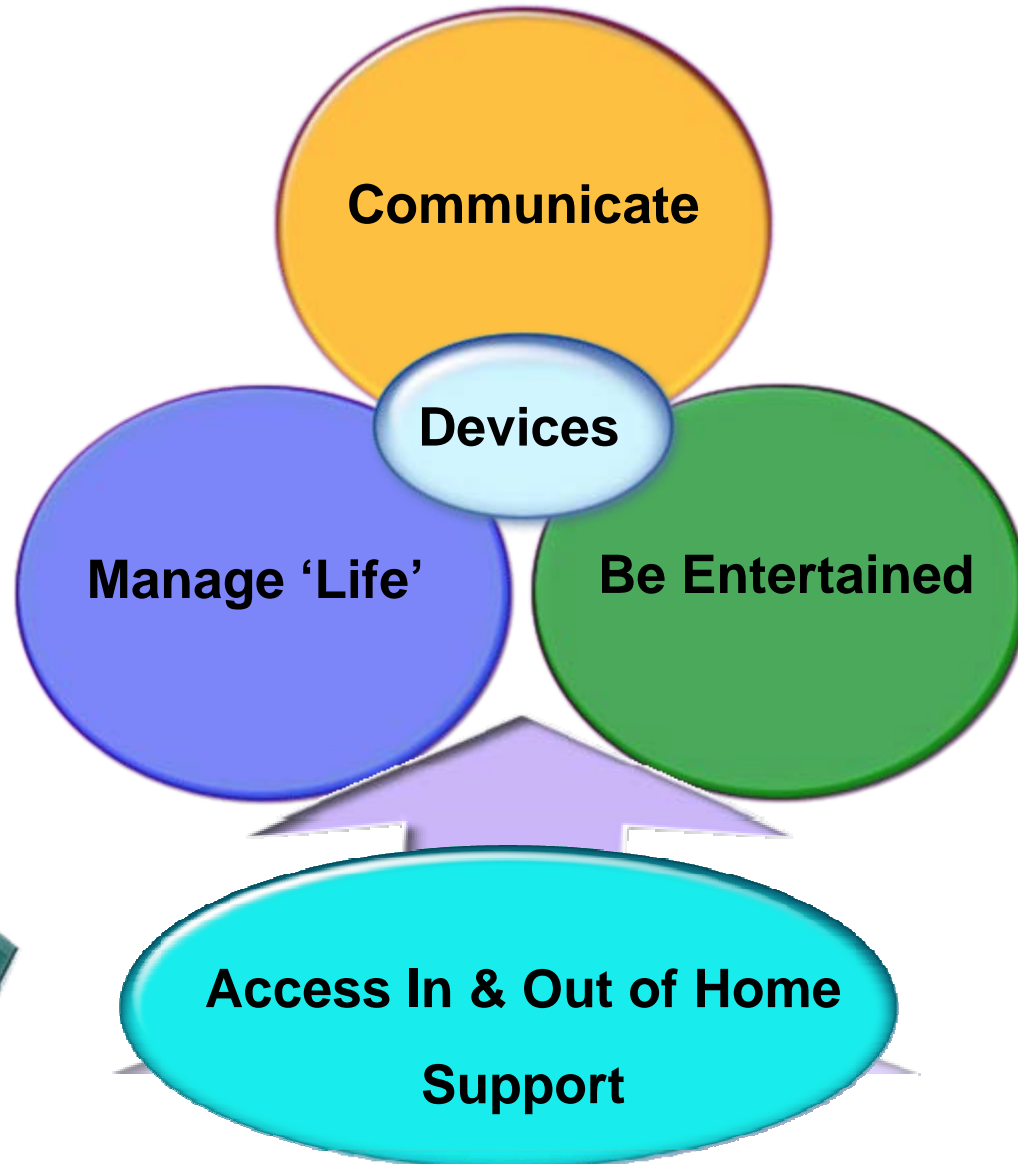 Communicate
Devices
Manage ‘Life’
Be Entertained
Access In & Out of Home
Support